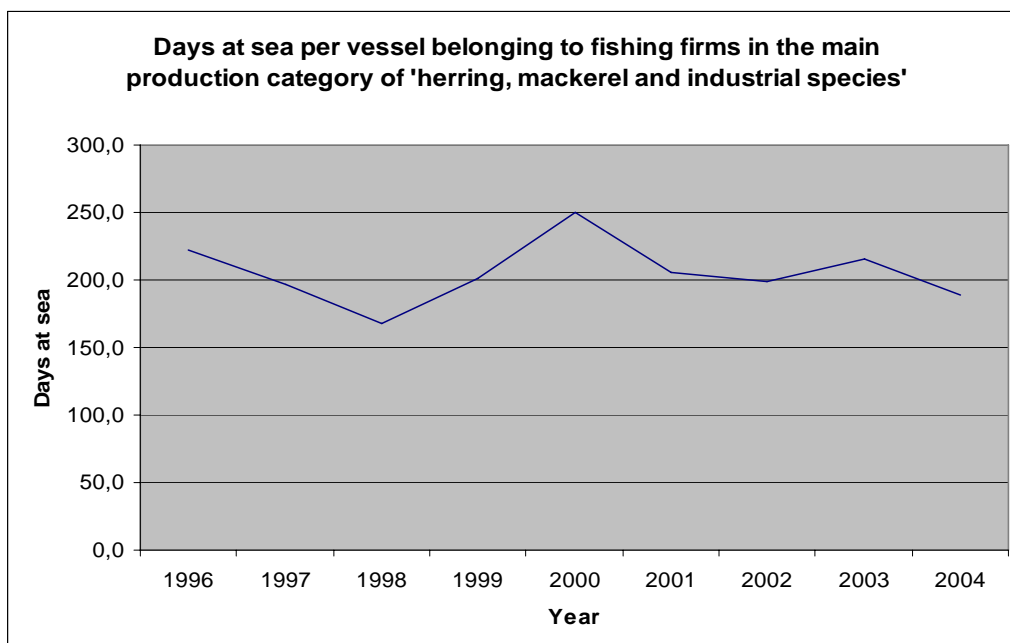 Days at sea per vessel belonging to fishing firms in the main
production category of 'herring, mackerel and industrial species'
300,0
250,0
200,0
150,0
100,0
50,0
0,0
Days at sea
1996 1997 1998 1999 2000 2001 2002 2003 2004
Year